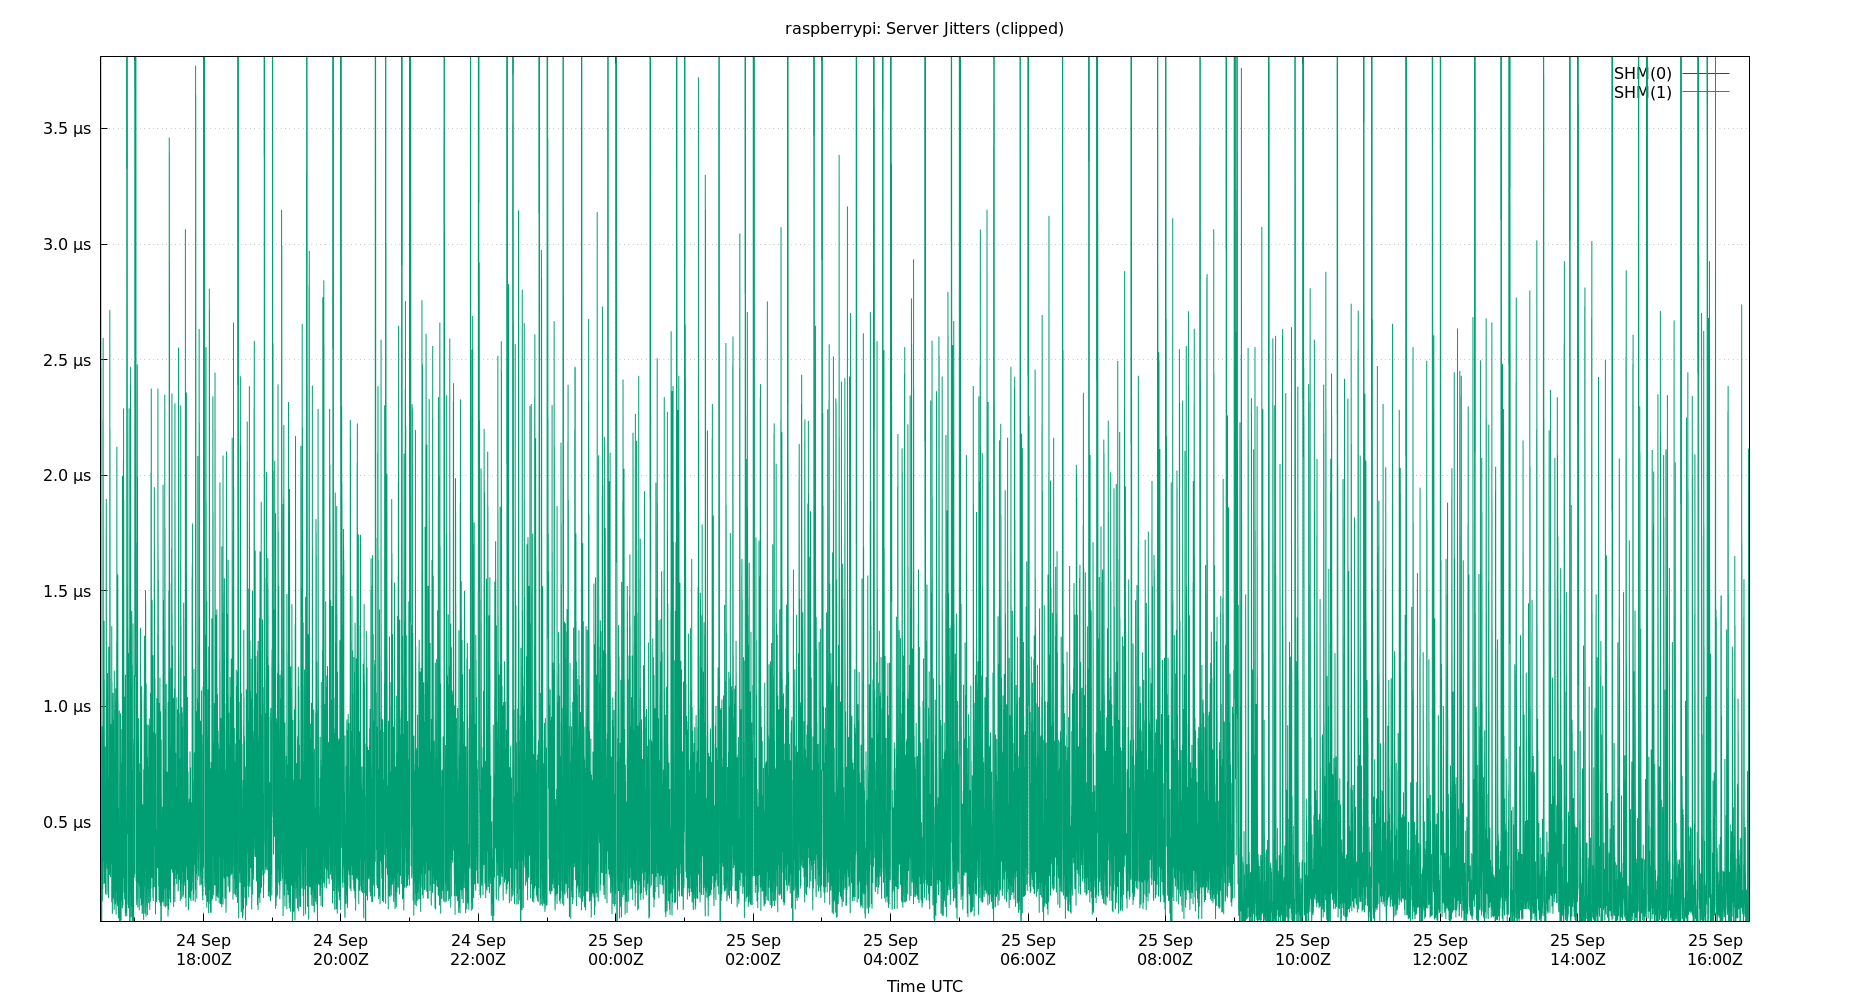 raspberrypi: Server Jitters (clipped)
SHM(0)
SHM(1)
3.5 µs
3.0 µs
2.5 µs
2.0 µs
1.5 µs
1.0 µs
0.5 µs
24 Sep 24 Sep 24 Sep 25 Sep 25 Sep 25 Sep 25 Sep 25 Sep 25 Sep 25 Sep 25 Sep 25 Sep
18:00Z 20:00Z 22:00Z 00:00Z 02:00Z 04:00Z 06:00Z 08:00Z 10:00Z 12:00Z 14:00Z 16:00Z
Time UTC